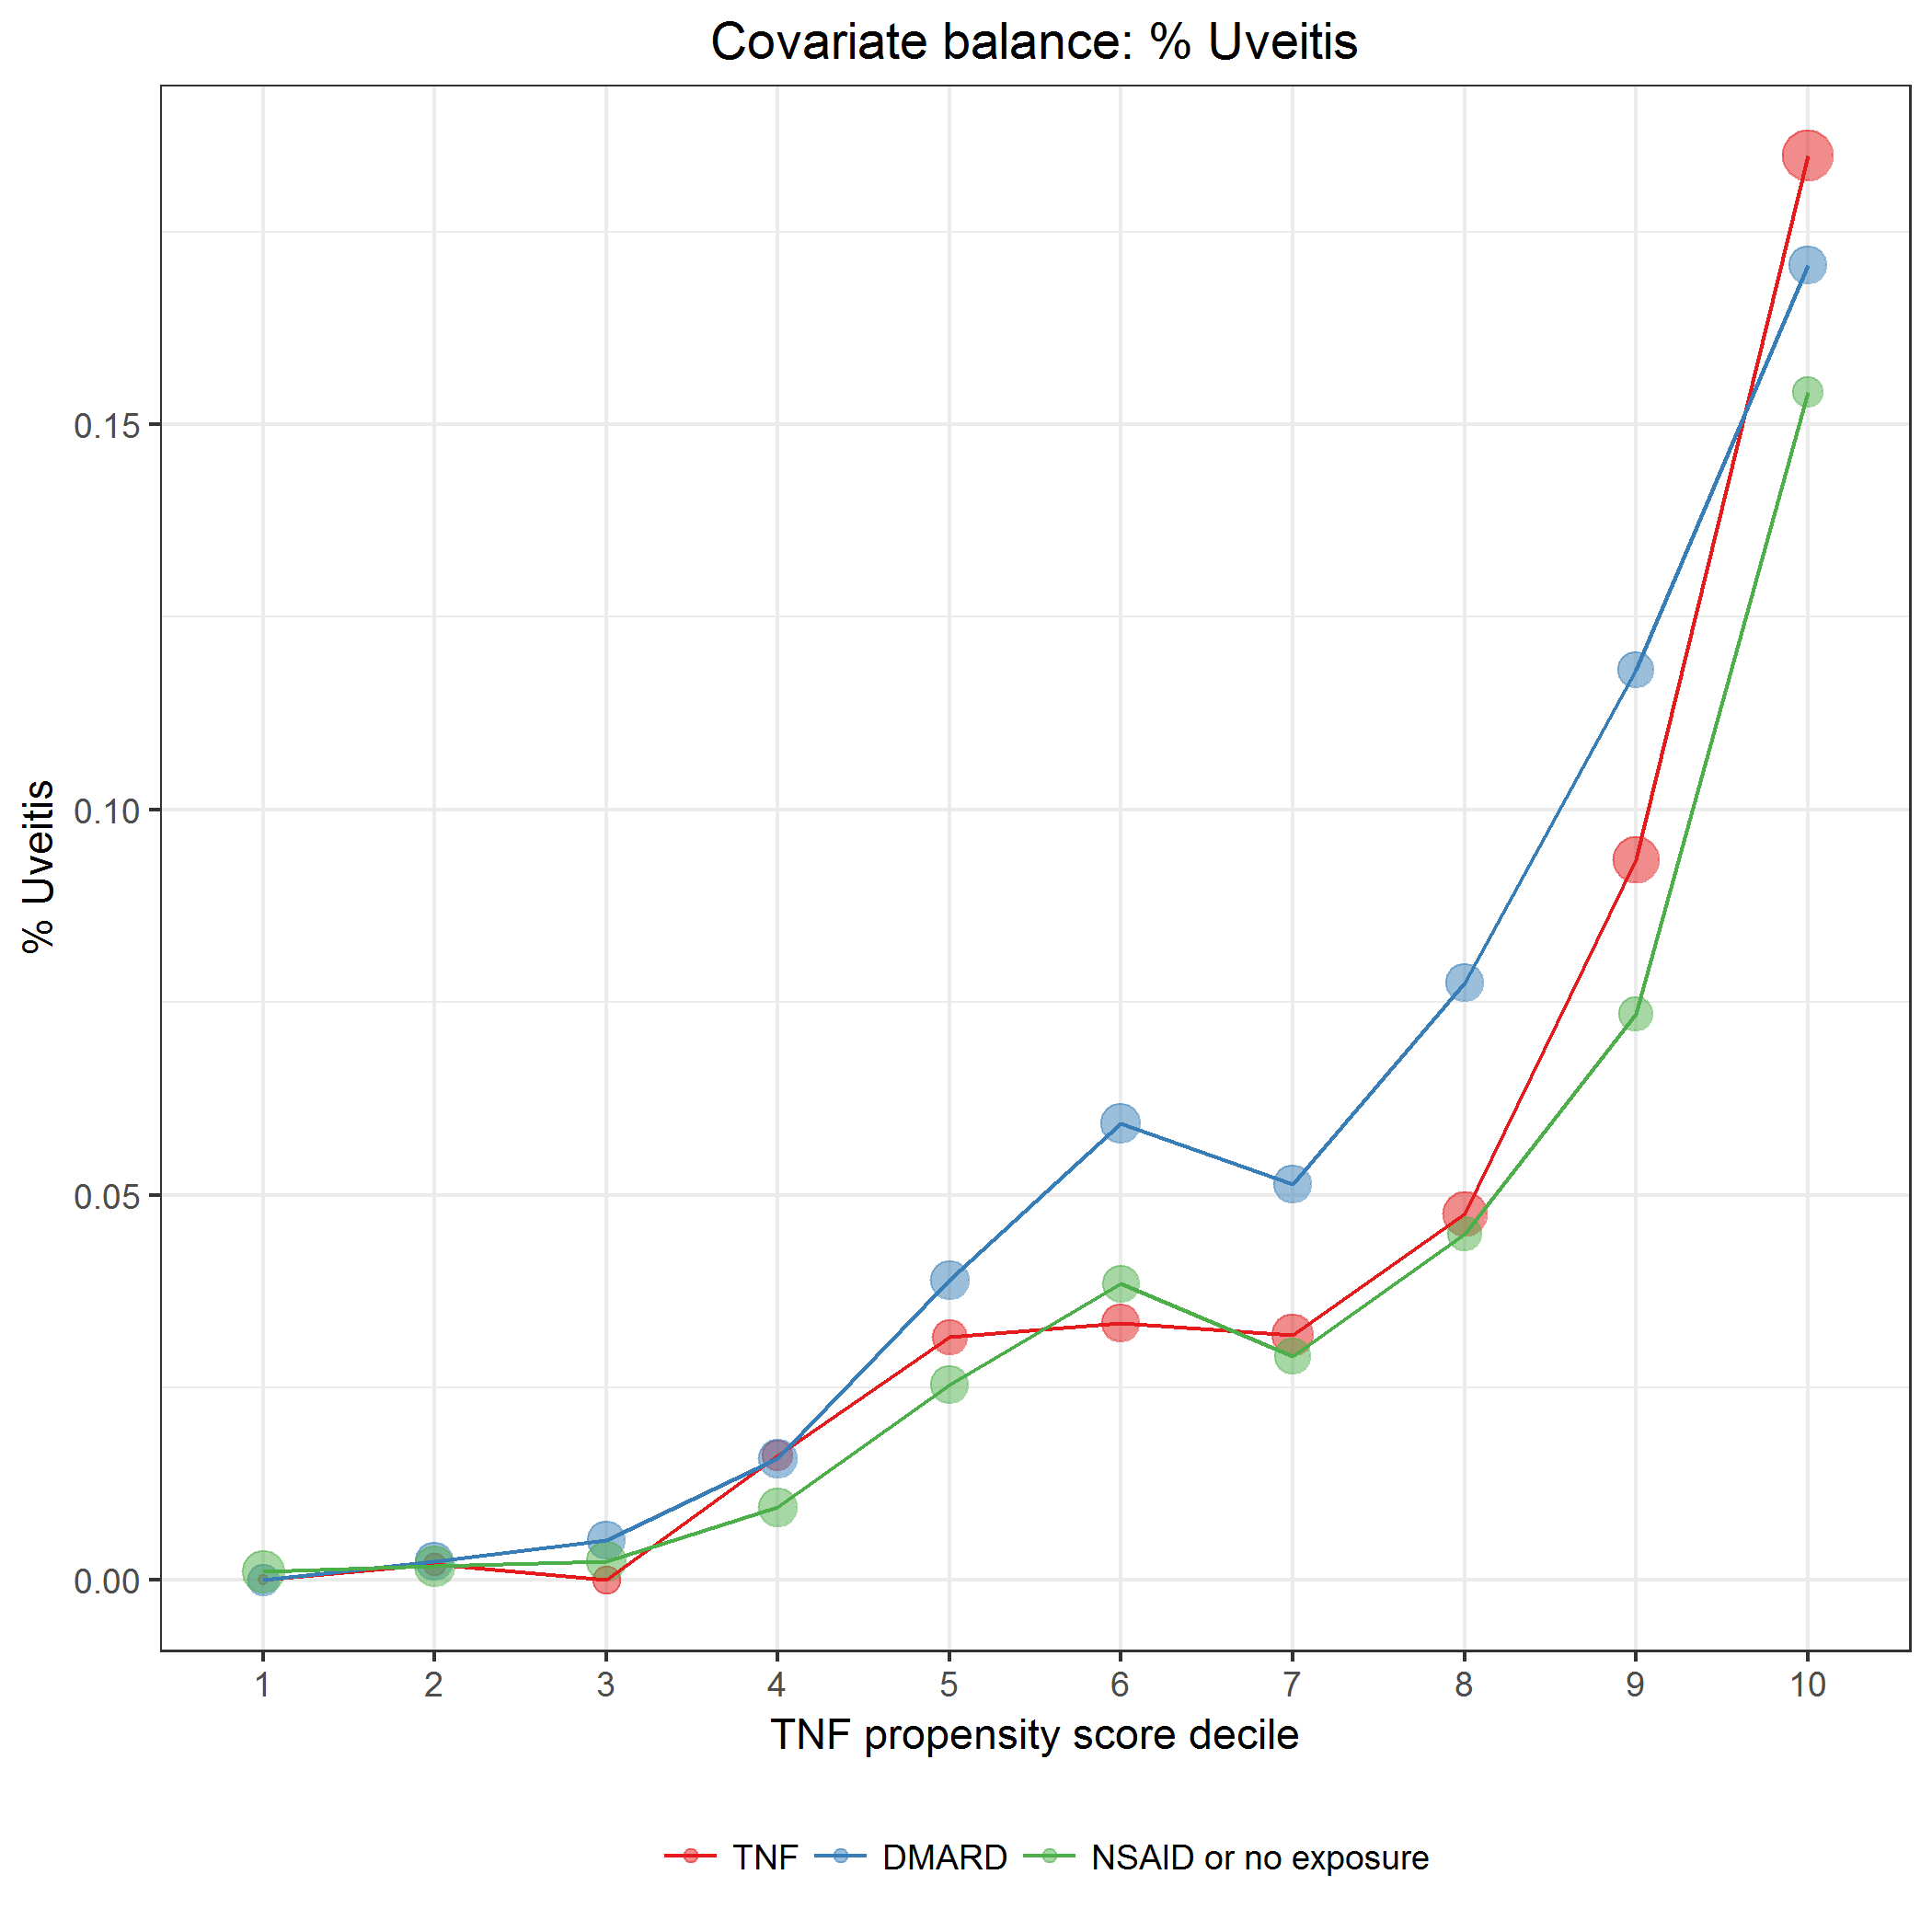 Covariate balance: % Uveitis
% Uveitis
0.15
0.10
0.05
0.00
1 2 3 4 5 6 7 8 9 10
TNF propensity score decile
TNF DMARD NSAID or no exposure